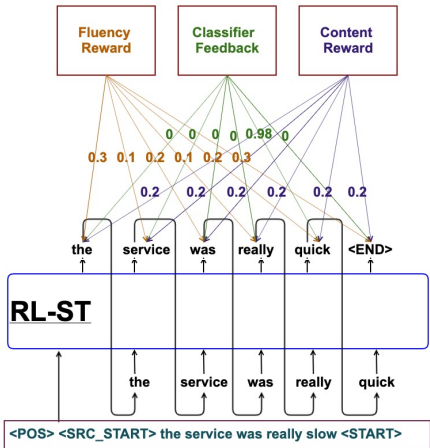 Fluency Reward
Classifier Feedback
Content Reward
0 0 0 0 0.98 0
0.3 0.1 0.2 0.1 0.2 0.3
0.2 0.2 0.2 0.2 0.2 0.2
the service was really quick <END>
RL-ST
the service was really quick
<POS> <SRC_START> the service was really slow <START>